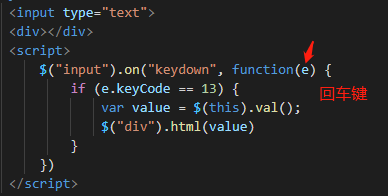 <input type="text">
<div></div>
<script>
$("input").on("keydown", function(e) {
if (e.keyCode == 13) {
回车键
var value = $(this).val();
$("div").html(value)
}
})
</script>